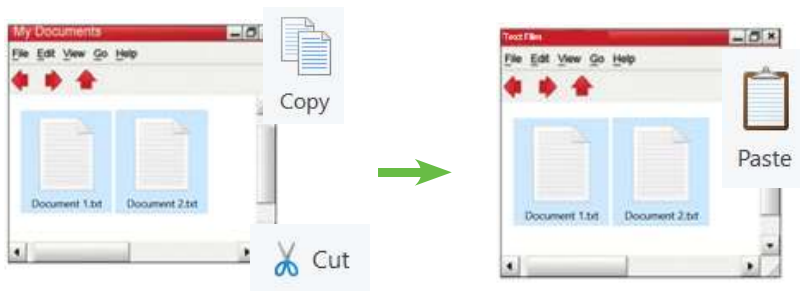 My Documents
File Edit View Go Help
Copy
Document 1.txt Document 2.txt
Cut
Text Files
File Edit View Go Help
Paste
Document 1.txt Document 2.txt